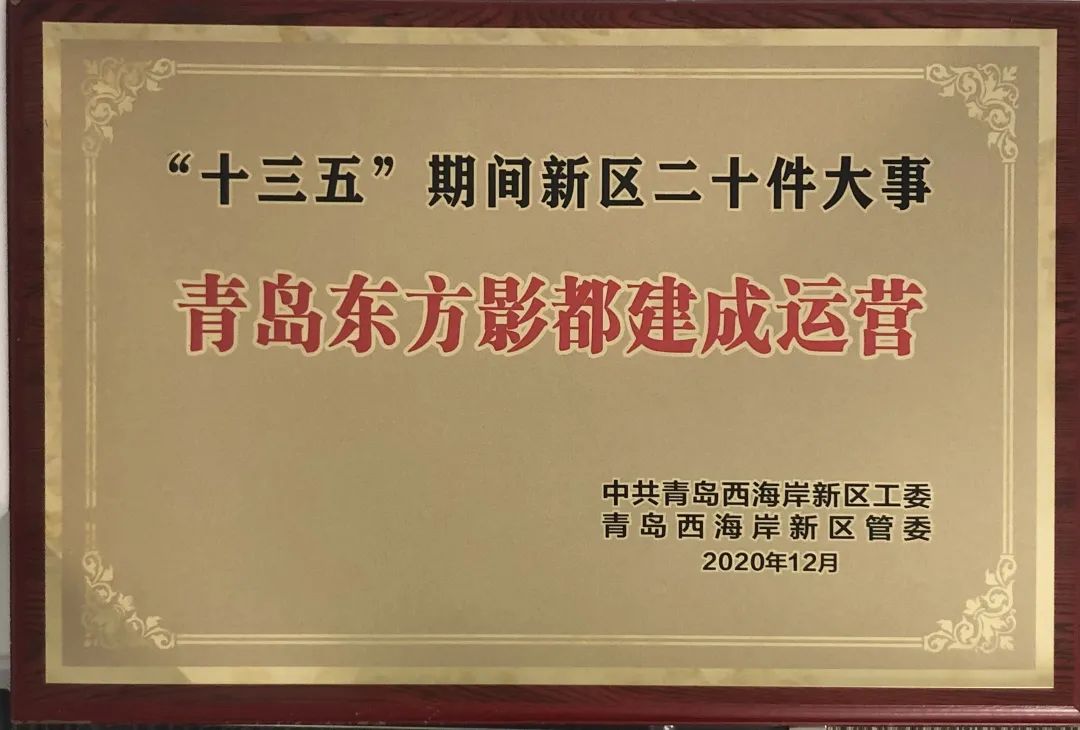 “十三五”期间新区二十件大事
青岛东方影都建成运营
中共青岛西海岸新区工委
青岛西海岸新区管委
2020年12月